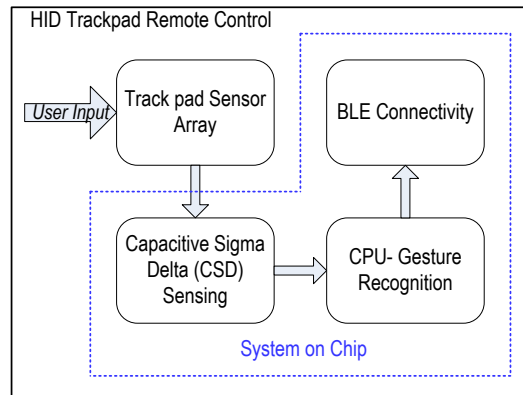 HID Trackpad Remote Control
User Input
Track pad Sensor
Array
BLE Connectivity
Capacitive Sigma
Delta (CSD)
Sensing
CPU- Gesture
Recognition
System on Chip